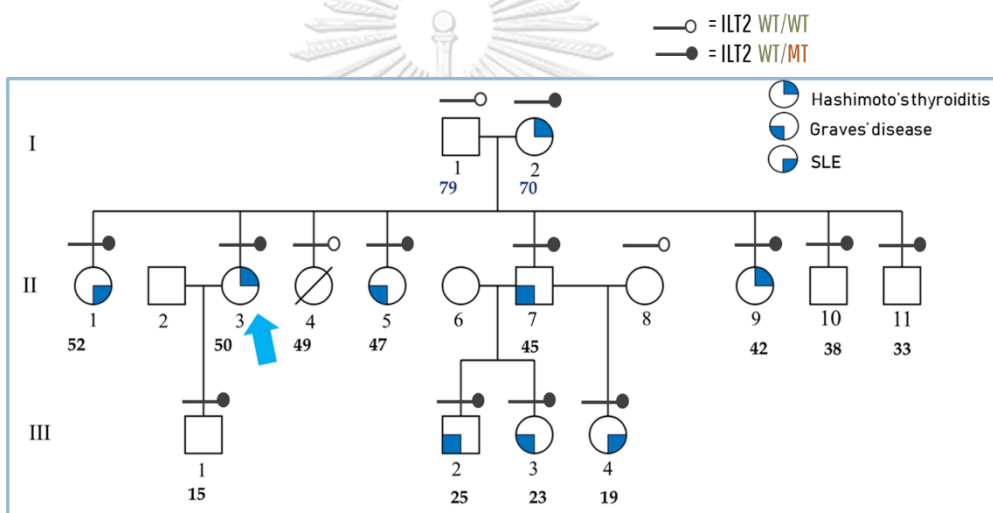 = ILT2 WT/WT
= ILT2 WT/MT
Hashimoto's thyroiditis
Graves' disease
SLE
I
1 2
79 70
II
1 2 3 4 5 6 7 8 9 10 11
52 50 49 47 45 42 38 33
III
1 2 3 4
15 25 23 19